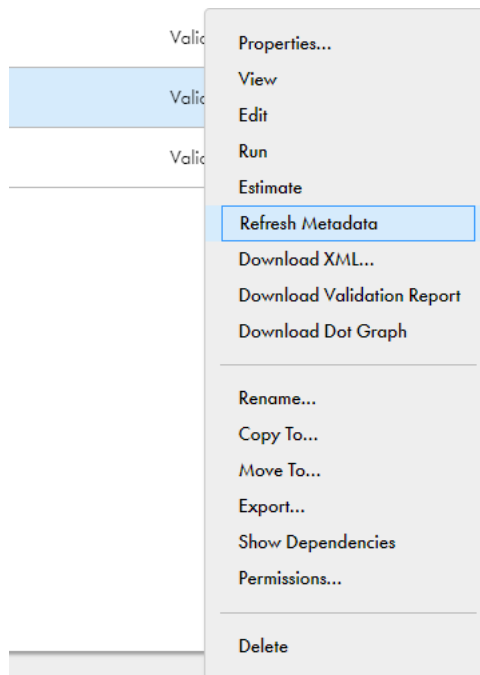 Properties...
View
Edit
Run
Estimate
Refresh Metadata
Download XML...
Download Validation Report
Download Dot Graph
Rename...
Copy To...
Move To...
Export...
Show Dependencies
Permissions...
Delete